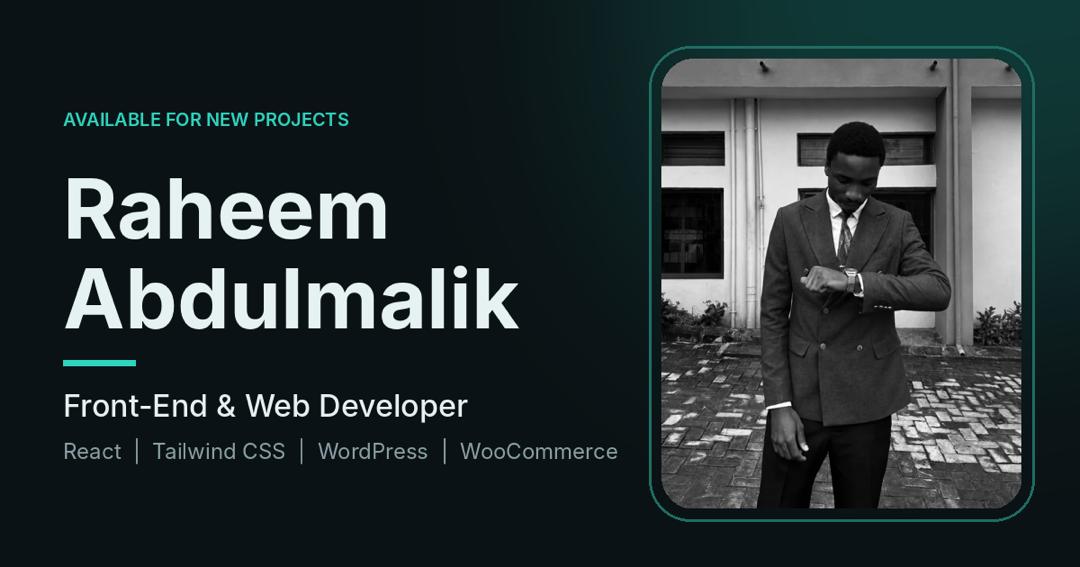 AVAILABLE FOR NEW PROJECTS
Raheem
Abdulmalik
Front-End & Web Developer
React | Tailwind CSS | WordPress | WooCommerce